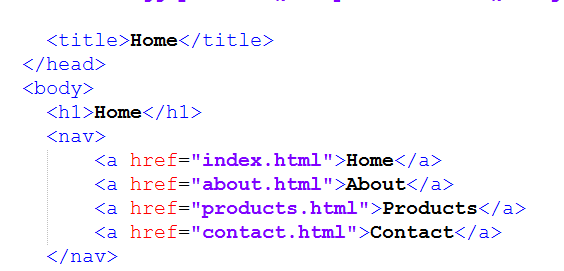 <title>Home</title>
</head>
<body>
<h1>Home</h1>
<nav>
<a href="index.html">Home</a>
<a href="about.html">About</a>
<a href="products.html">Products</a>
<a href="contact.html">Contact</a>
</nav>